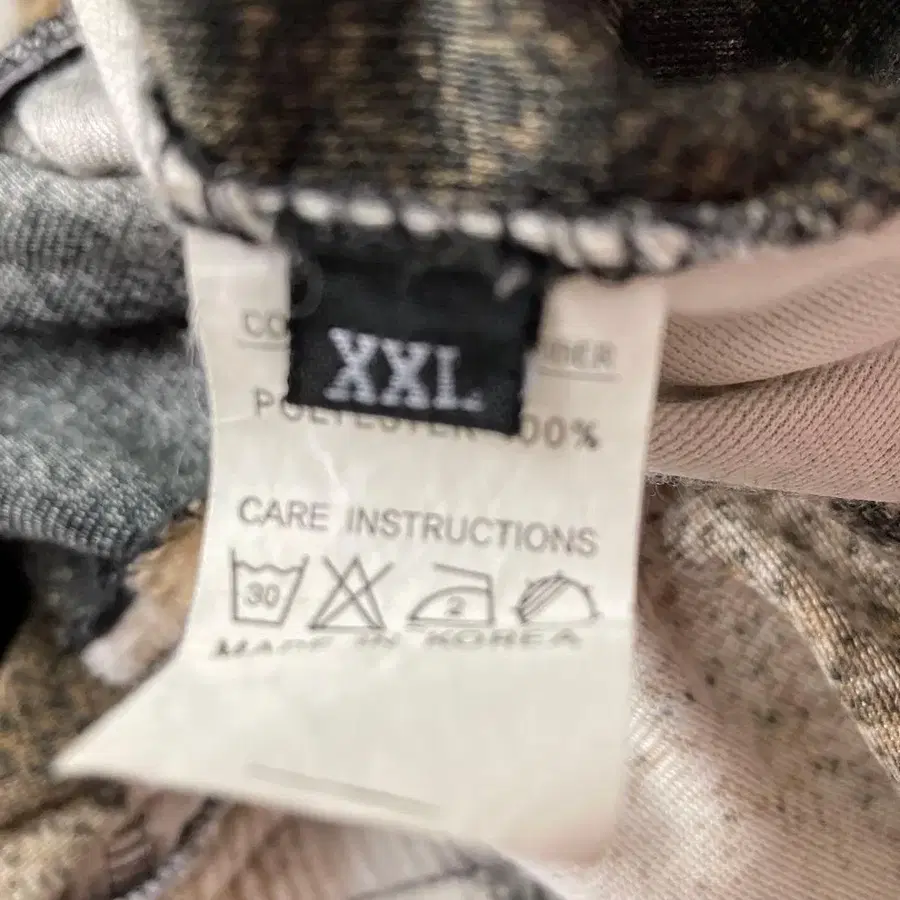 XXL
POLYESTER 100%
CARE INSTRUCTIONS
30
2
MADE IN KOREA